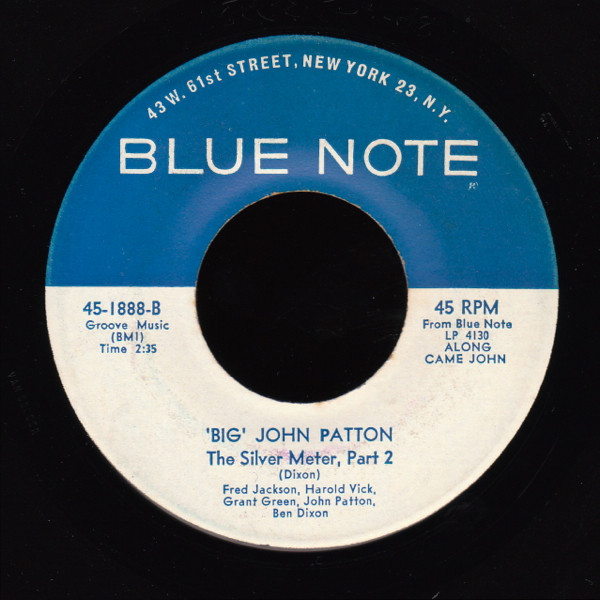 43 W. 61st STREET, NEW YORK 23, N.Y.
BLUE NOTE
45-1888-B
Groove Music
(BMI)
Time 2:35
45 RPM
From Blue Note
LP 4130
ALONG
CAME JOHN
'BIG' JOHN PATTON
The Silver Meter, Part 2
(Dixon)
Fred Jackson, Harold Vick,
Grant Green, John Patton,
Ben Dixon